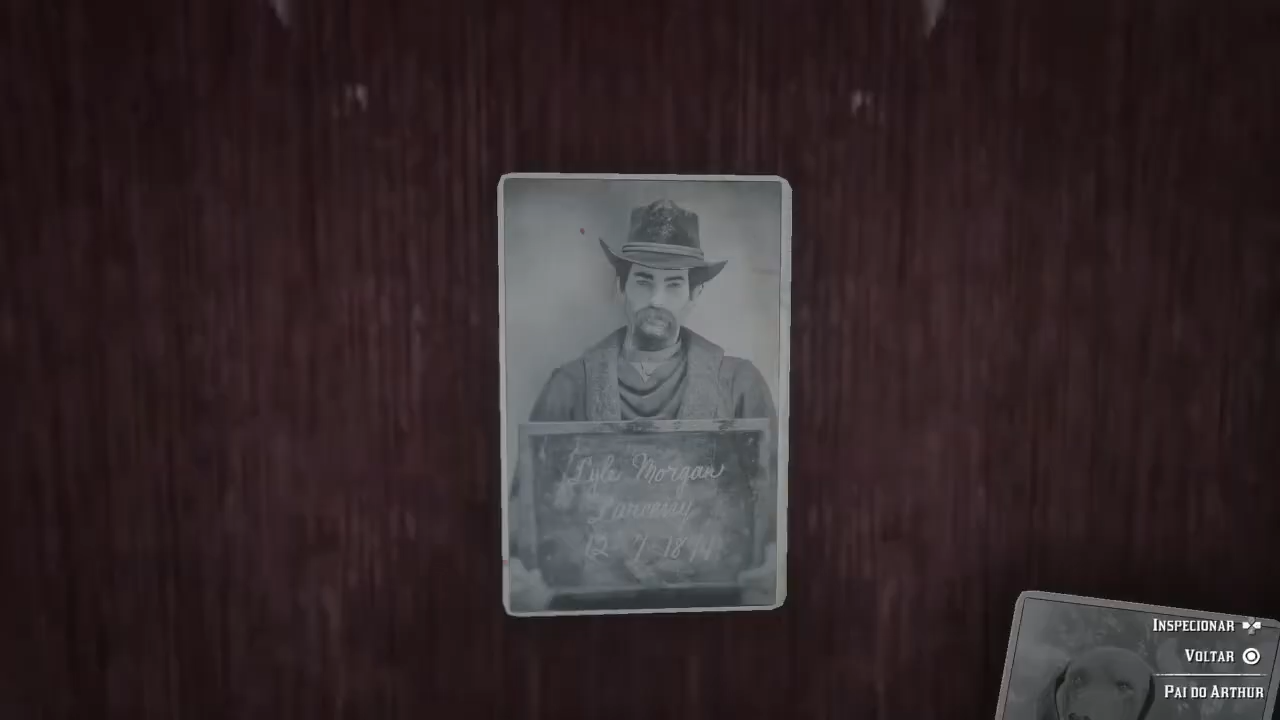 Lyle Morgan
Larceny
12 7 1874
INSPECIONAR
VOLTAR
PAI DO ARTHUR